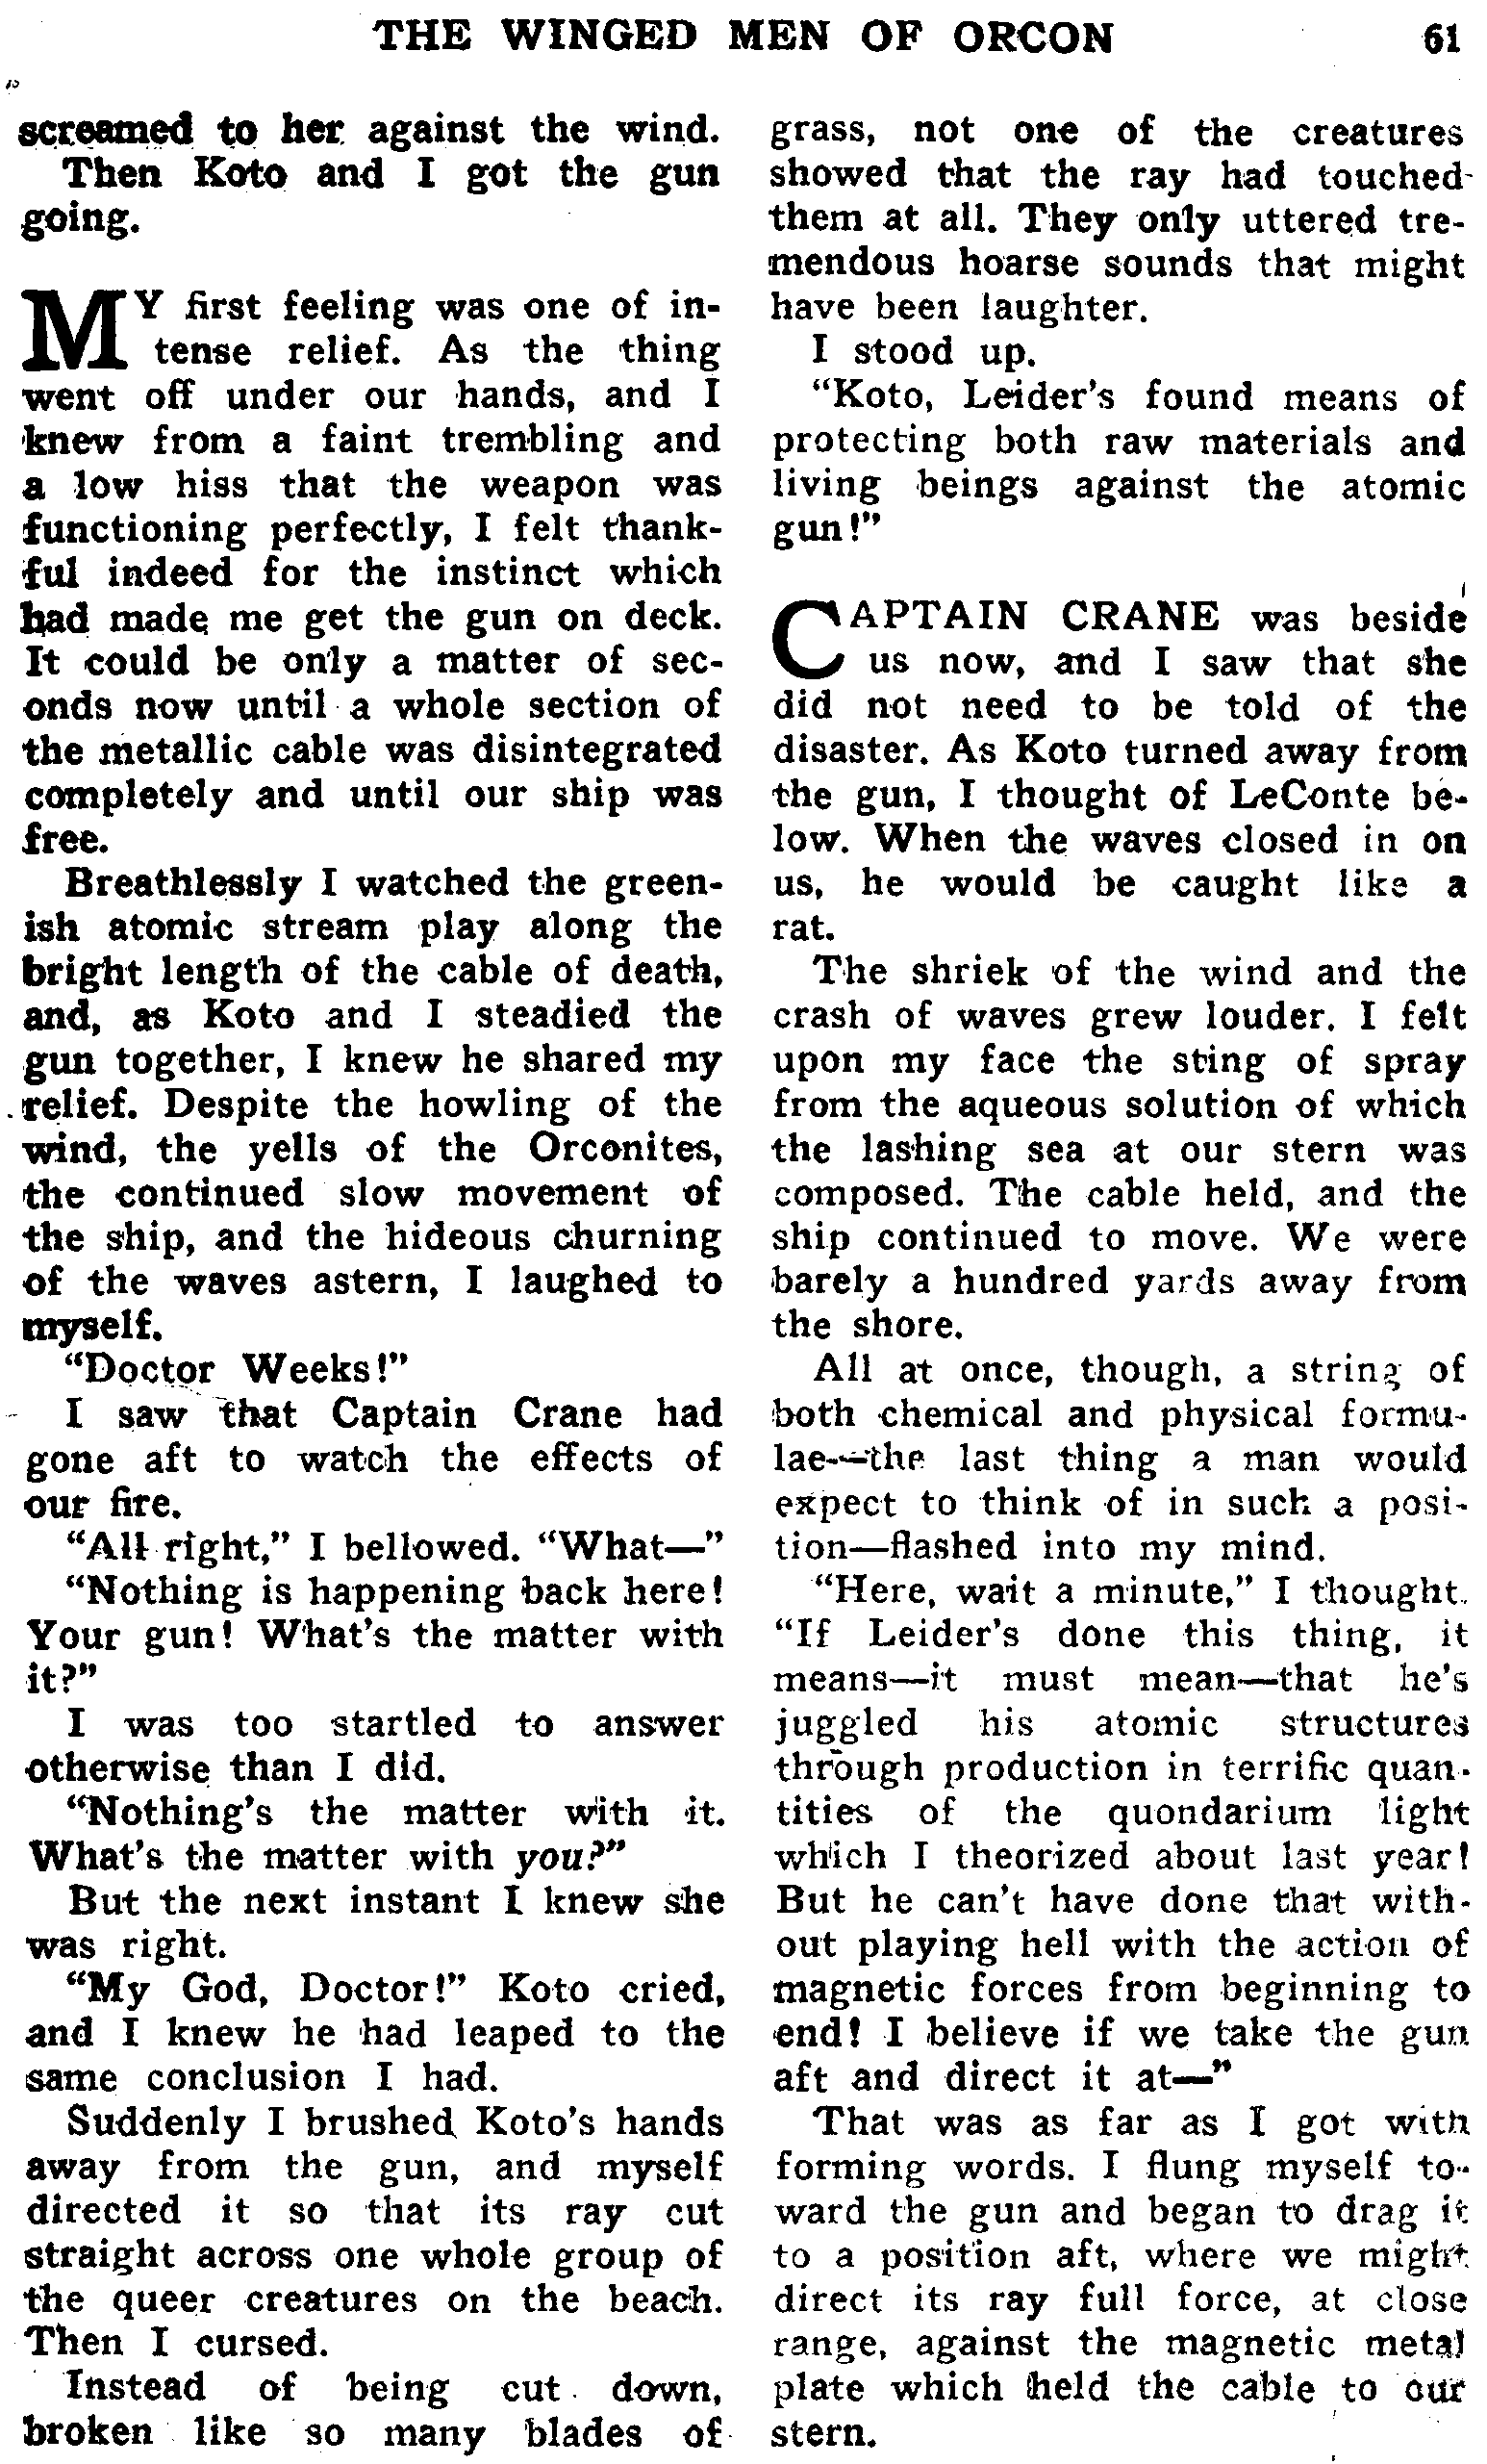 THE WINGED MEN OF ORCON 61
screamed to her against the wind.
Then Koto and I got the gun
going.
MY first feeling was one of in-
tense relief. As the thing
went off under our hands, and I
knew from a faint trembling and
a low hiss that the weapon was
functioning perfectly, I felt thank-
ful indeed for the instinct which
had made me get the gun on deck.
It could be only a matter of sec-
onds now until a whole section of
the metallic cable was disintegrated
completely and until our ship was
free.
Breathlessly I watched the green-
ish atomic stream play along the
bright length of the cable of death,
and, as Koto and I steadied the
gun together, I knew he shared my
relief. Despite the howling of the
wind, the yells of the Orconites,
the continued slow movement of
the ship, and the hideous churning
of the waves astern, I laughed to
myself.
"Doctor Weeks!"
I saw that Captain Crane had
gone aft to watch the effects of
our fire.
"All right," I bellowed. "What—"
"Nothing is happening back here!
Your gun! What's the matter with
it?"
I was too startled to answer
otherwise than I did.
"Nothing's the matter with it.
What's the matter with you?"
But the next instant I knew she
was right.
"My God, Doctor!" Koto cried,
and I knew he had leaped to the
same conclusion I had.
Suddenly I brushed Koto's hands
away from the gun, and myself
directed it so that its ray cut
straight across one whole group of
the queer creatures on the beach.
Then I cursed.
Instead of being cut down,
broken like so many blades of
grass, not one of the creatures
showed that the ray had touched
them at all. They only uttered tre-
mendous hoarse sounds that might
have been laughter.
I stood up.
"Koto, Leider's found means of
protecting both raw materials and
living beings against the atomic
gun!"
CAPTAIN CRANE was beside
us now, and I saw that she
did not need to be told of the
disaster. As Koto turned away from
the gun, I thought of LeConte be-
low. When the waves closed in on
us, he would be caught like a
rat.
The shriek of the wind and the
crash of waves grew louder. I felt
upon my face the sting of spray
from the aqueous solution of which
the lashing sea at our stern was
composed. The cable held, and the
ship continued to move. We were
barely a hundred yards away from
the shore.
All at once, though, a string of
both chemical and physical formu-
lae—the last thing a man would
expect to think of in such a posi-
tion—flashed into my mind.
"Here, wait a minute," I thought.
"If Leider's done this thing, it
means—it must mean—that he's
juggled his atomic structures
through production in terrific quan-
tities of the quondarium light
which I theorized about last year!
But he can't have done that with-
out playing hell with the action of
magnetic forces from beginning to
end! I believe if we take the gun
aft and direct it at—"
That was as far as I got with
forming words. I flung myself to-
ward the gun and began to drag it
to a position aft, where we might
direct its ray full force, at close
range, against the magnetic metal
plate which held the cable to our
stern.